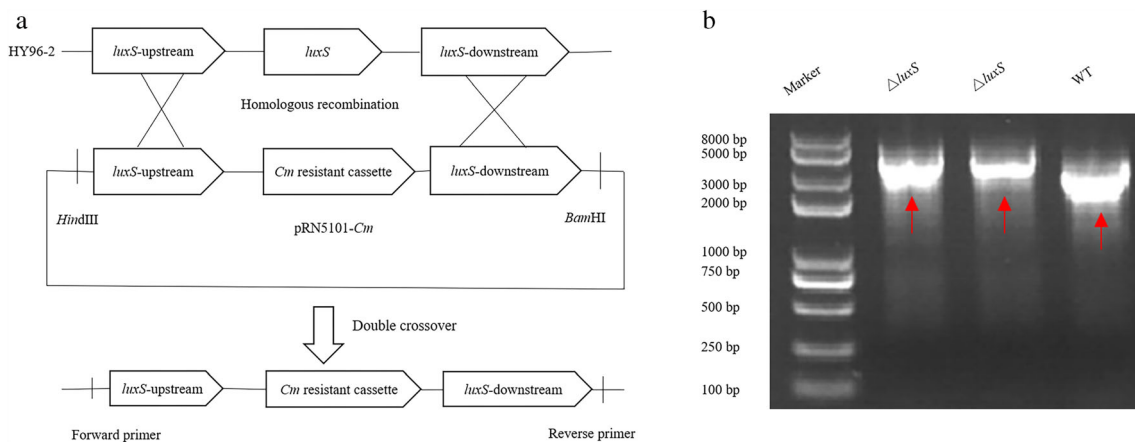 a
HY96-2 luxS-upstream luxS luxS-downstream
Homologous recombination
luxS-upstream Cm resistant cassette luxS-downstream
HindIII pRN5101-Cm BamHI
Double crossover
luxS-upstream Cm resistant cassette luxS-downstream
Forward primer Reverse primer
b
Marker △luxS △luxS WT
8000 bp
5000 bp
3000 bp
2000 bp
1000 bp
750 bp
500 bp
250 bp
100 bp